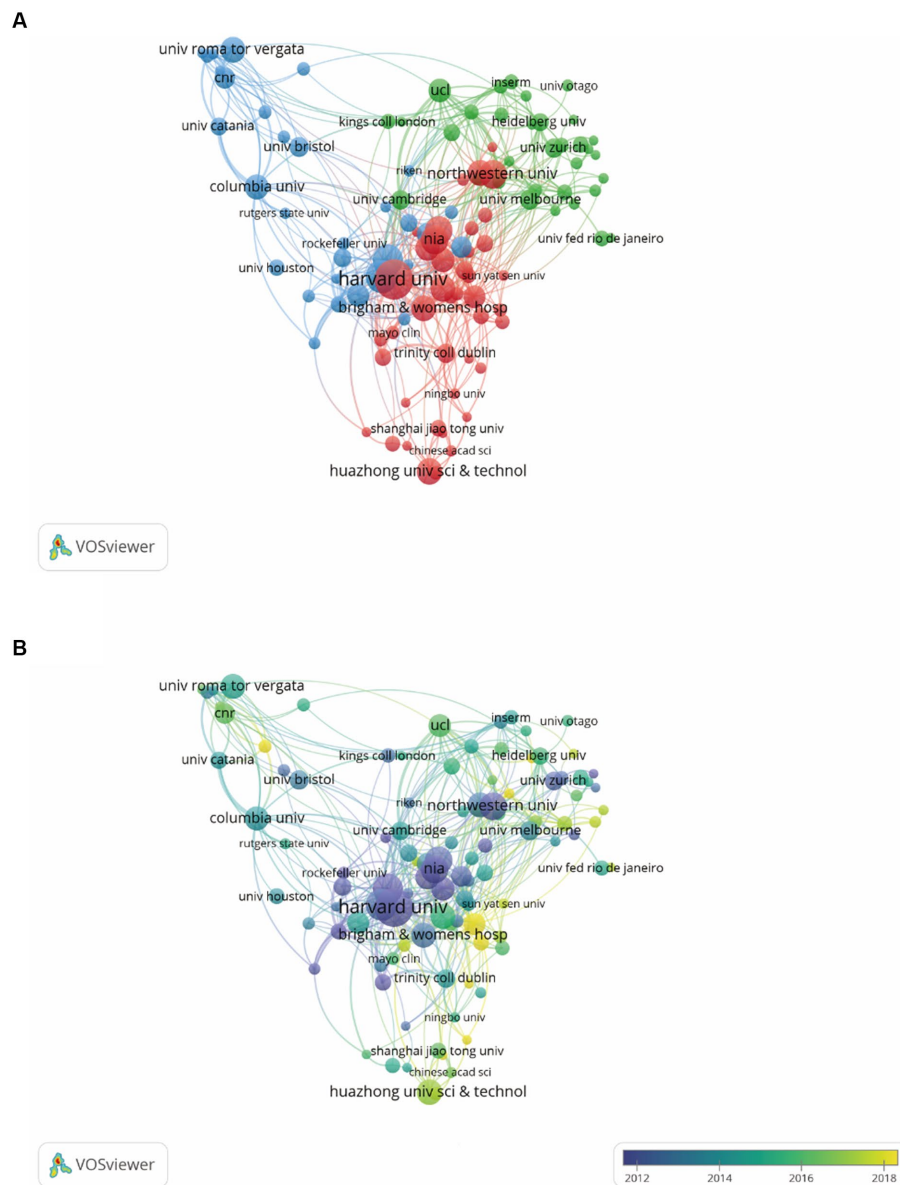 A
univ roma tor vergata
cnr
ucl
inserm
univ otago
univ catania
kings coll london
heidelberg univ
univ bristol
univ zurich
riken
northwestern univ
columbia univ
univ cambridge
univ melbourne
rutgers state univ
rockefeller univ
nia
univ fed rio de janeiro
univ houston
harvard univ
sun yat sen univ
brigham & womens hosp
mayo clin
trinity coll dublin
ningbo univ
shanghai jiao tong univ
chinese acad sci
huazhong univ sci & technol
VOSviewer
B
univ roma tor vergata
cnr
ucl
inserm
univ otago
univ catania
kings coll london
heidelberg univ
univ bristol
univ zurich
riken
northwestern univ
columbia univ
univ cambridge
univ melbourne
rutgers state univ
rockefeller univ
nia
univ fed rio de janeiro
univ houston
harvard univ
sun yat sen univ
brigham & womens hosp
mayo clin
trinity coll dublin
ningbo univ
shanghai jiao tong univ
chinese acad sci
huazhong univ sci & technol
VOSviewer
2012 2014 2016 2018